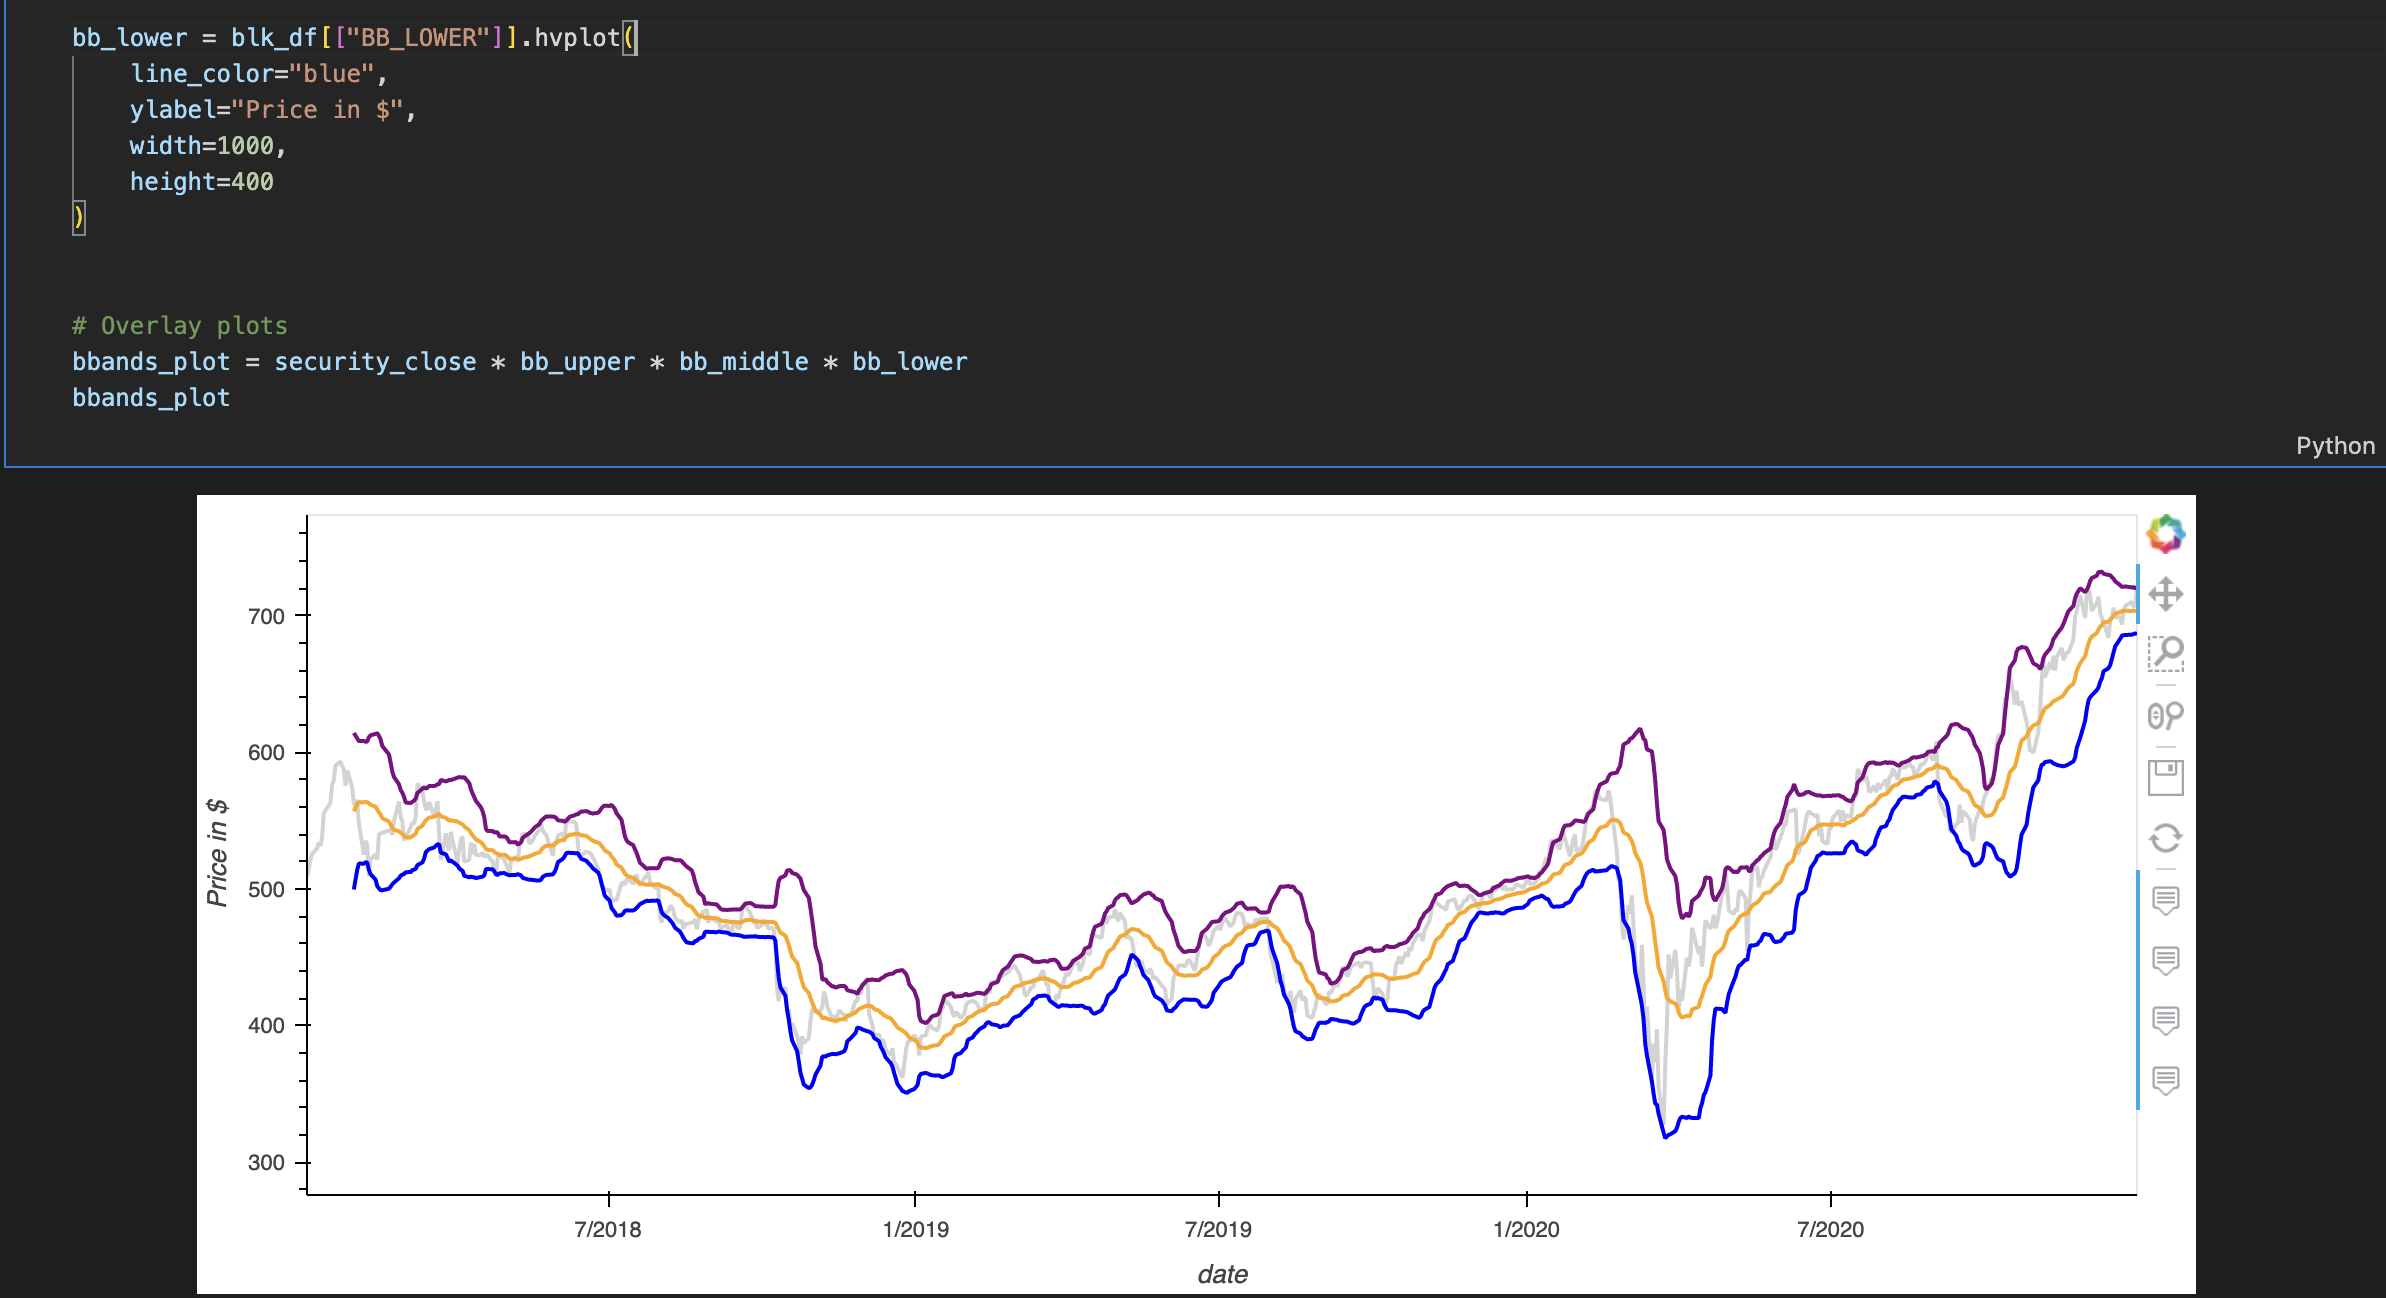 bb_lower = blk_df[["BB_LOWER"]].hvplot(
    line_color="blue",
    ylabel="Price in $",
    width=1000,
    height=400
)
# Overlay plots
bbands_plot = security_close * bb_upper * bb_middle * bb_lower
bbands_plot
Python
700
600
500
400
300
Price in $
7/2018 1/2019 7/2019 1/2020 7/2020
date